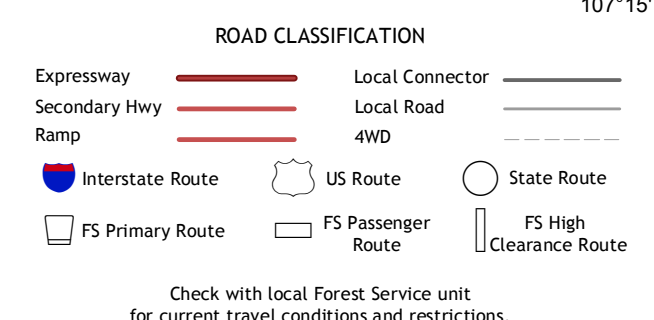 107°15'
ROAD CLASSIFICATION
Expressway
Local Connector
Secondary Hwy
Local Road
Ramp
4WD
Interstate Route
US Route
State Route
FS Primary Route
FS Passenger
Route
FS High
Clearance Route
Check with local Forest Service unit
for current travel conditions and restrictions.